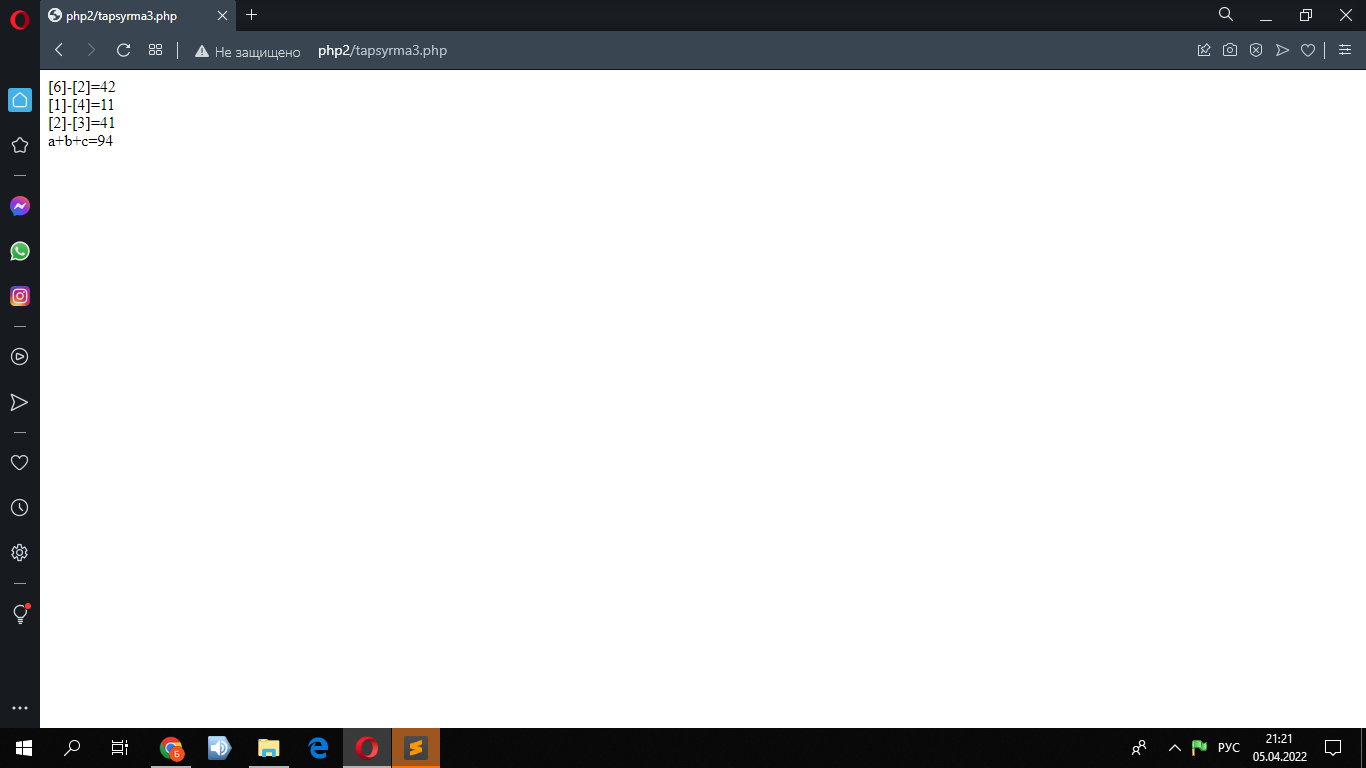 php2/tapsyrma3.php
Не защищено php2/tapsyrma3.php
[6]-[2]=42
[1]-[4]=11
[2]-[3]=41
a+b+c=94
Б
РУС
21:21
05.04.2022